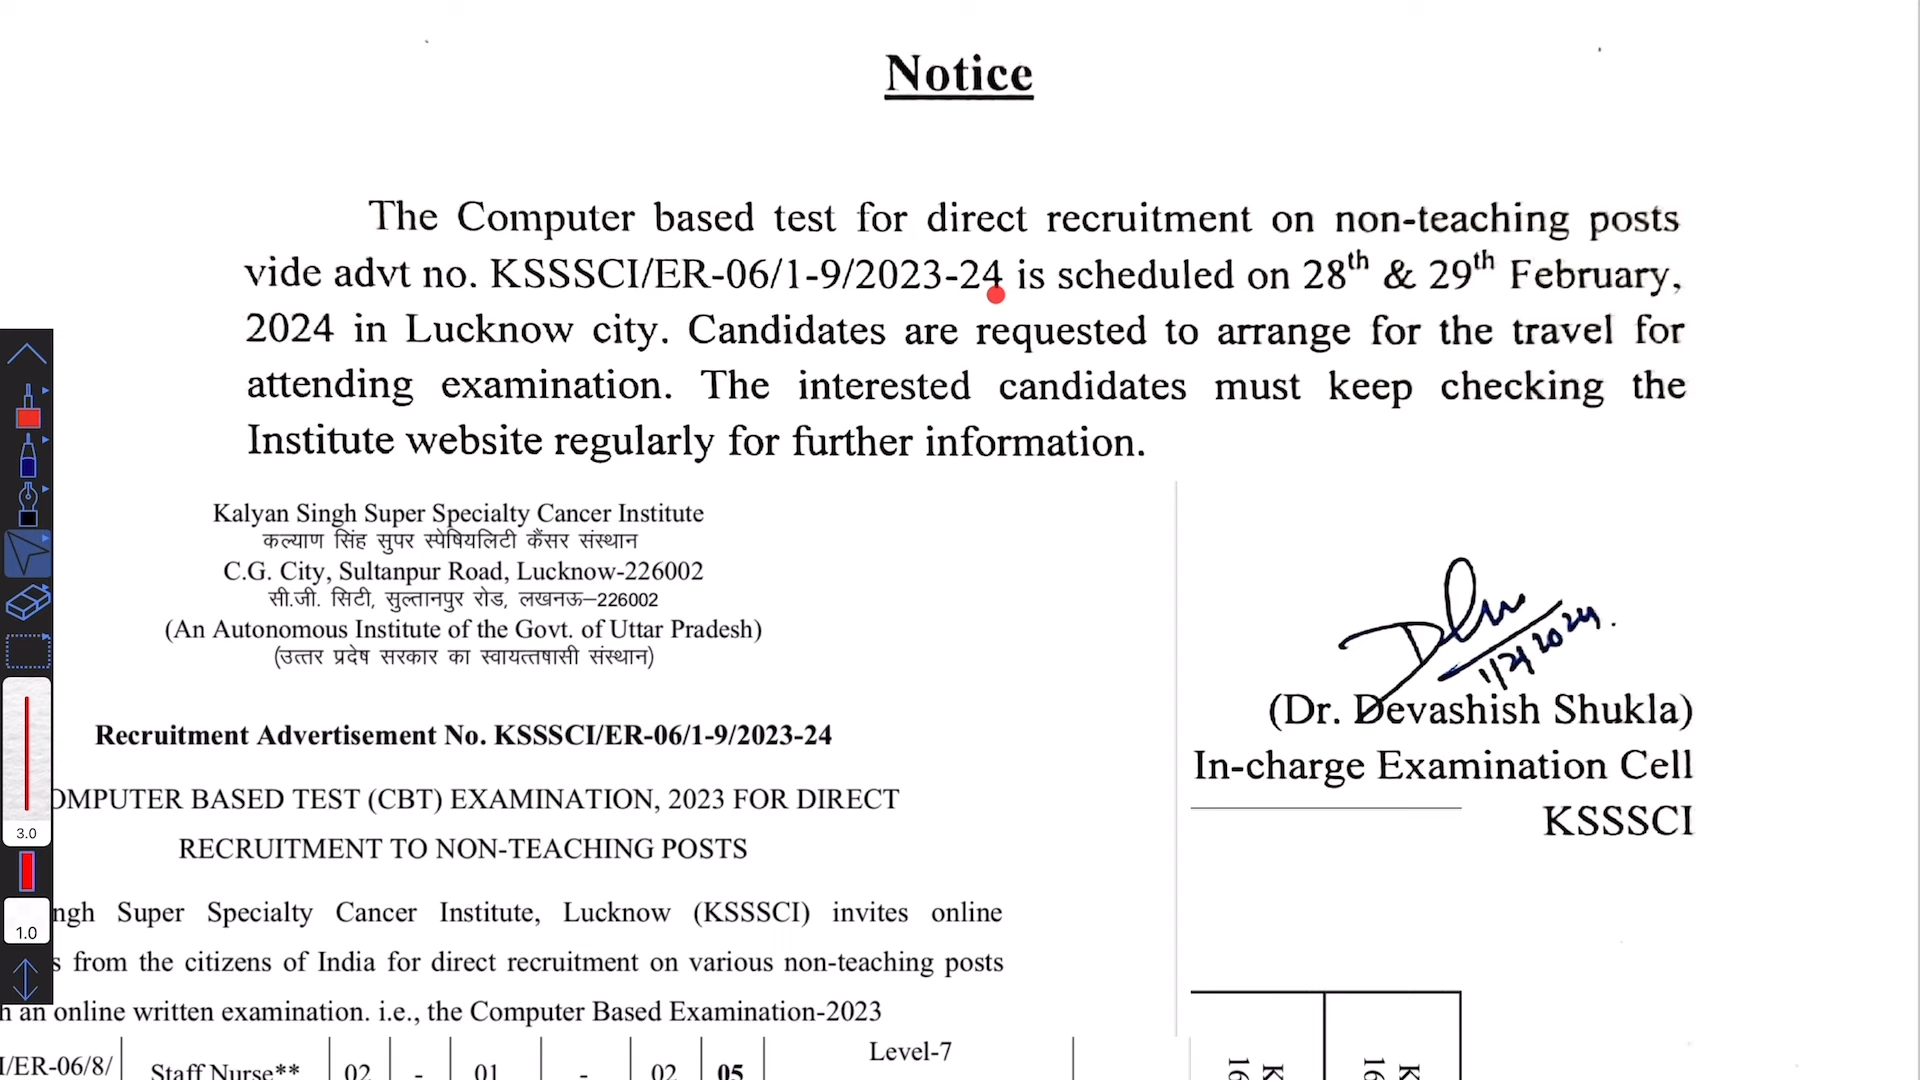 Notice
The Computer based test for direct recruitment on non-teaching posts
vide advt no. KSSSCI/ER-06/1-9/2023-24 is scheduled on 28th & 29th February,
2024 in Lucknow city. Candidates are requested to arrange for the travel for
attending examination. The interested candidates must keep checking the
Institute website regularly for further information.
Kalyan Singh Super Specialty Cancer Institute
कल्याण सिंह सुपर स्पेषियलिटी कैंसर संस्थान
C.G. City, Sultanpur Road, Lucknow-226002
सी.जी. सिटी, सुल्तानपुर रोड, लखनऊ–226002
(An Autonomous Institute of the Govt. of Uttar Pradesh)
(उत्तर प्रदेष सरकार का स्वायत्तषासी संस्थान)
Recruitment Advertisement No. KSSSCI/ER-06/1-9/2023-24
OMPUTER BASED TEST (CBT) EXAMINATION, 2023 FOR DIRECT
RECRUITMENT TO NON-TEACHING POSTS
ngh Super Specialty Cancer Institute, Lucknow (KSSSCI) invites online
s from the citizens of India for direct recruitment on various non-teaching posts
h an online written examination. i.e., the Computer Based Examination-2023
I/ER-06/8/ Staff Nurse** 02 - 01 - 02 05 Level-7
1/2/2024.
(Dr. Devashish Shukla)
In-charge Examination Cell
KSSSCI
K
16
K
16
3.0
1.0